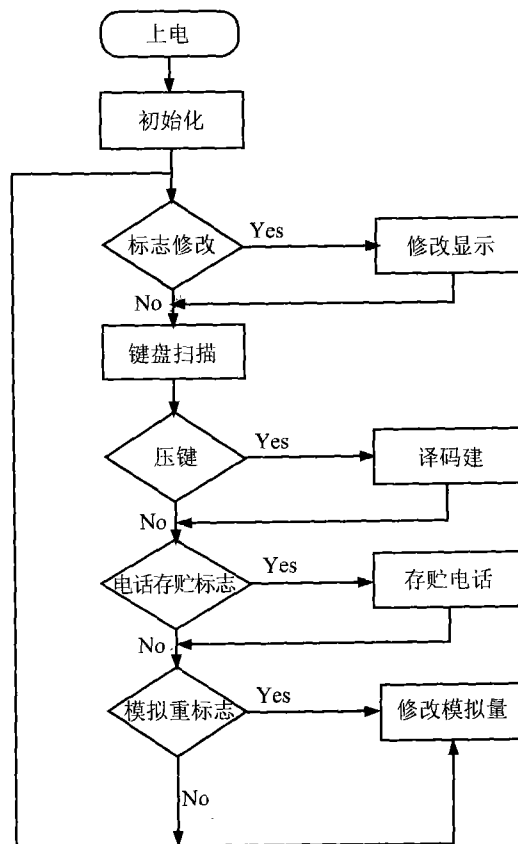 上电
初始化
标志修改
Yes
修改显示
No
键盘扫描
压键
Yes
译码建
No
电话存贮标志
Yes
存贮电话
No
模拟重标志
Yes
修改模拟量
No